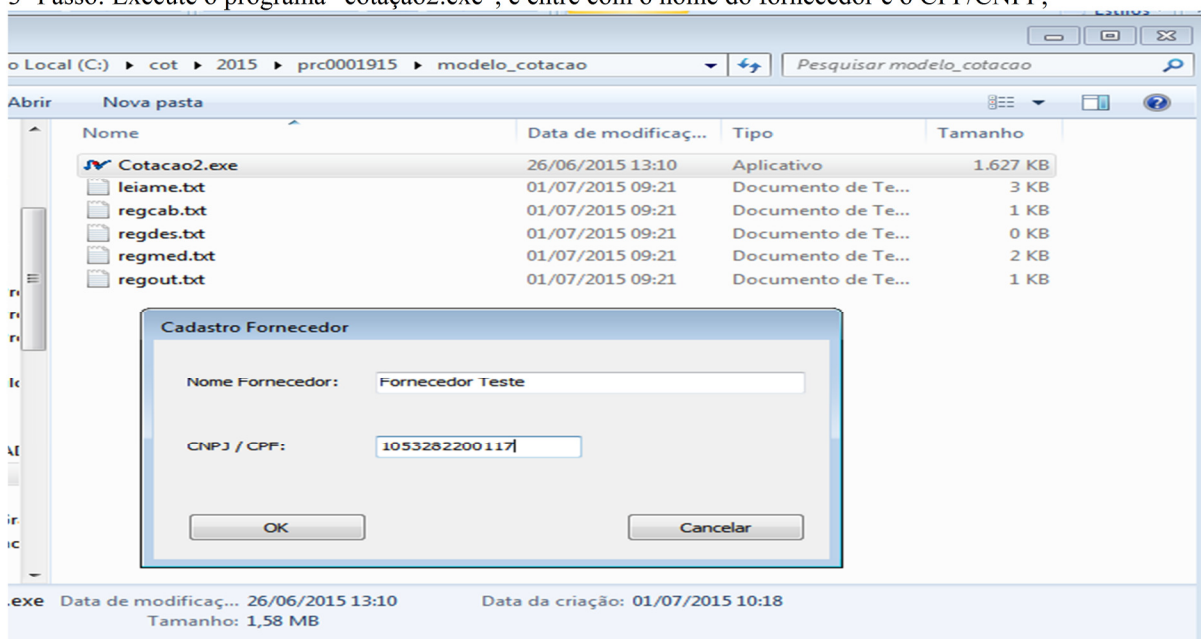 Passo: Execute o programa "cotação2.exe", e entre com o nome do fornecedor e o CPF/CNPJ;
o Local (C:) cot 2015 prc0001915 modelo_cotacao Pesquisar modelo_cotacao
Abrir Nova pasta
Nome Data de modificaç... Tipo Tamanho
Cotacao2.exe 26/06/2015 13:10 Aplicativo 1.627 KB
leiame.txt 01/07/2015 09:21 Documento de Te... 3 KB
regcab.txt 01/07/2015 09:21 Documento de Te... 1 KB
regdes.txt 01/07/2015 09:21 Documento de Te... 0 KB
regmed.txt 01/07/2015 09:21 Documento de Te... 2 KB
regout.txt 01/07/2015 09:21 Documento de Te... 1 KB
Cadastro Fornecedor
Nome Fornecedor: Fornecedor Teste
CNPJ / CPF: 1053282200117
OK Cancelar
.exe Data de modificaç... 26/06/2015 13:10 Data da criação: 01/07/2015 10:18
Tamanho: 1,58 MB